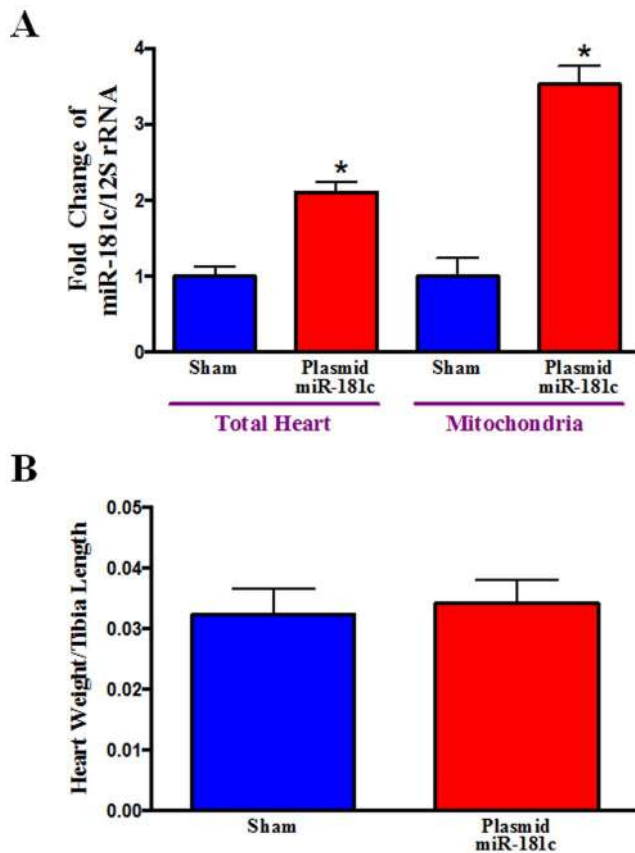 A
Fold Change of
miR-181c/12S rRNA
4
3
2
1
0
*
*
Sham
Plasmid
miR-181c
Sham
Plasmid
miR-181c
Total Heart
Mitochondria
B
Heart Weight/Tibia Length
0.05
0.04
0.03
0.02
0.01
0.00
Sham
Plasmid
miR-181c